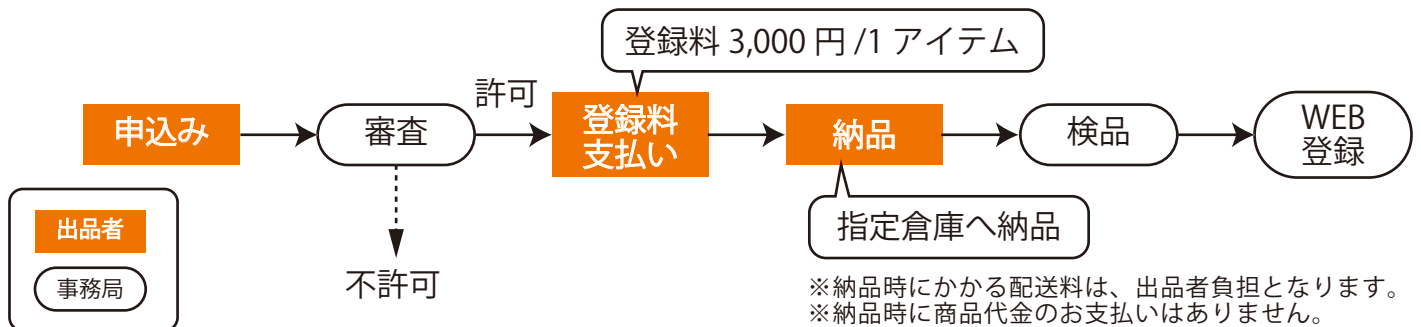 登録料 3,000 円 /1 アイテム
申込み
審査
許可
登録料
支払い
納品
検品
WEB
登録
不許可
指定倉庫へ納品
出品者
事務局
※納品時にかかる配送料は、出品者負担となります。
※納品時に商品代金のお支払いはありません。